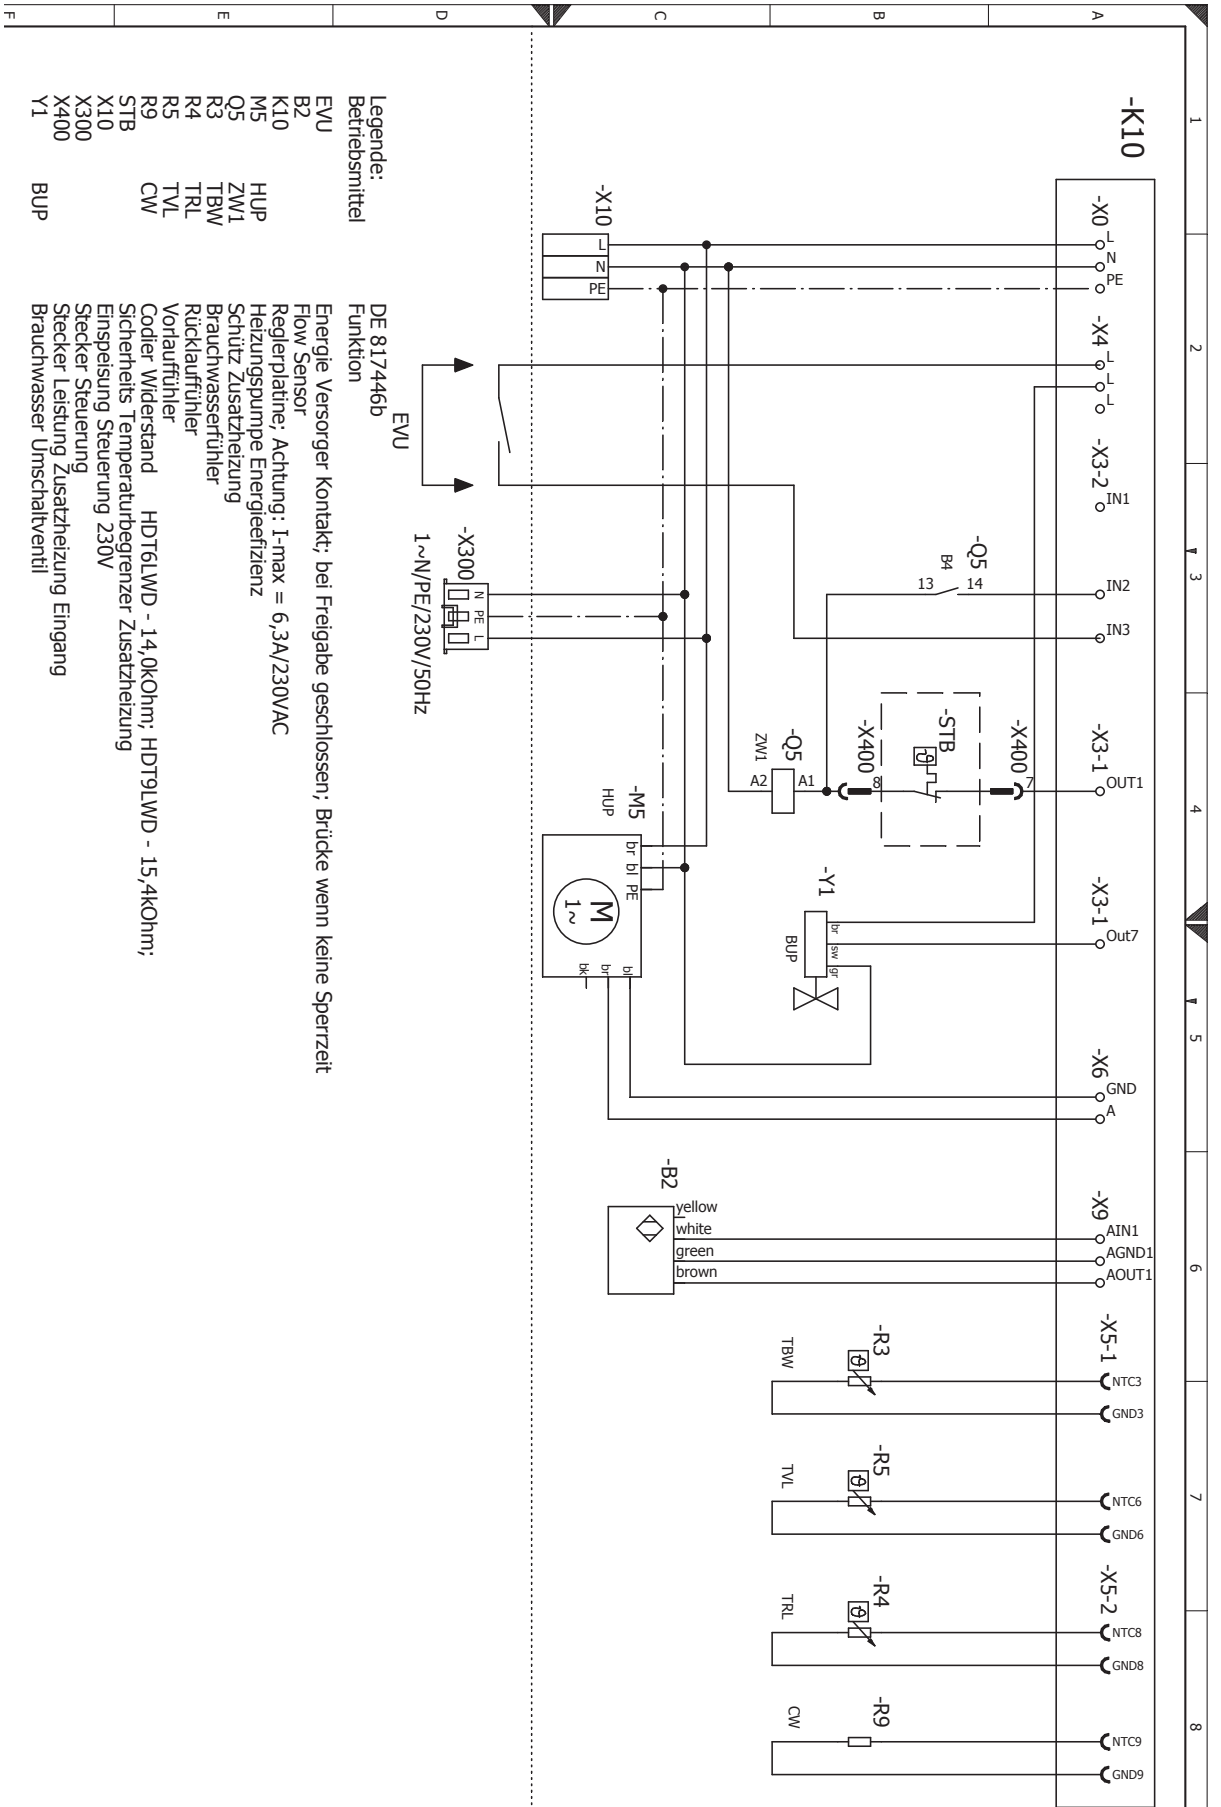 1
2
3
4
5
6
7
8
A
B
C
D
E
F
-K10
-X0
L
N
PE
-X4
L
L
L
-X3-2
IN1
IN2
IN3
-X3-1
OUT1
-X3-1
Out7
-X6
GND
A
-X9
AIN1
AGND1
AOUT1
-X5-1
NTC3
GND3
NTC6
GND6
-X5-2
NTC8
GND8
NTC9
GND9
-Q5
B4
13
14
-X400
7
-STB
-X400
8
-Q5
ZW1
A1
A2
-Y1
BUP
br
sw
gr
-R3
TBW
-R5
TVL
-R4
TRL
-R9
CW
-X10
L
N
PE
-M5
HUP
br
bl
PE
M
1~
bl
br
bk
-B2
yellow
white
green
brown
EVU
-X300
N
PE
L
1~N/PE/230V/50Hz
Legende: DE 817446b
Betriebsmittel Funktion
EVU Energie Versorger Kontakt; bei Freigabe geschlossen; Brücke wenn keine Sperrzeit
B2 Flow Sensor
K10 Reglerplatine; Achtung: I-max = 6,3A/230VAC
M5 HUP Heizungspumpe Energieeffizienz
Q5 ZW1 Schütz Zusatzheizung
R3 TBW Brauchwasserfühler
R4 TRL Rücklauffühler
R5 TVL Vorlauffühler
R9 CW Codier Widerstand HDT6LWD - 14,0kOhm; HDT9LWD - 15,4kOhm;
STB Sicherheits Temperaturbegrenzer Zusatzheizung
X10 Einspeisung Steuerung 230V
X300 Stecker Steuerung
X400 Stecker Leistung Zusatzheizung Eingang
Y1 BUP Brauchwasser Umschaltventil